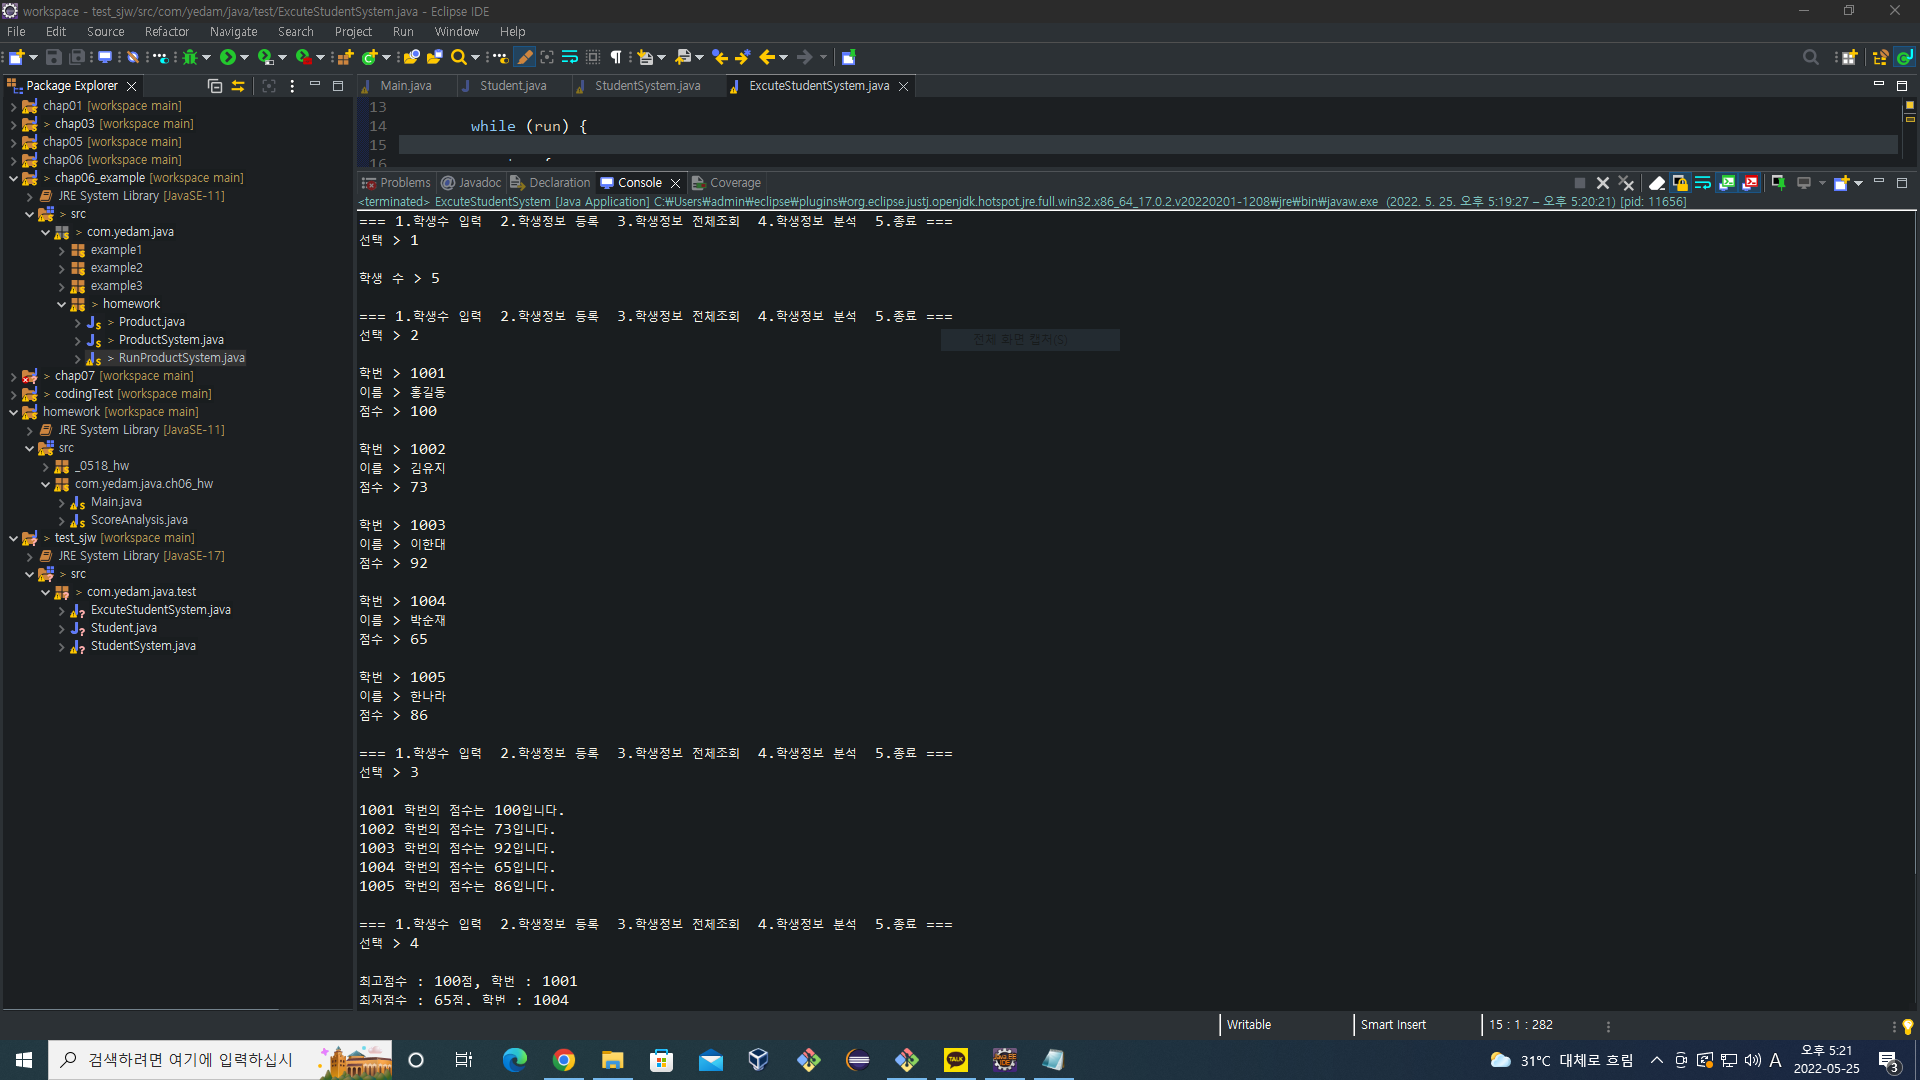 workspace - test_sjw/src/com/yedam/java/test/ExcuteStudentSystem.java - Eclipse IDE
File Edit Source Refactor Navigate Search Project Run Window Help
Package Explorer
chap01 [workspace main]
> chap03 [workspace main]
chap05 [workspace main]
chap06 [workspace main]
> chap06_example [workspace main]
JRE System Library [JavaSE-11]
> src
> com.yedam.java
example1
example2
example3
> homework
> Product.java
> ProductSystem.java
> RunProductSystem.java
> chap07 [workspace main]
> codingTest [workspace main]
homework [workspace main]
JRE System Library [JavaSE-11]
src
_0518_hw
com.yedam.java.ch06_hw
Main.java
ScoreAnalysis.java
> test_sjw [workspace main]
JRE System Library [JavaSE-17]
> src
> com.yedam.java.test
ExcuteStudentSystem.java
Student.java
StudentSystem.java
Main.java Student.java StudentSystem.java ExcuteStudentSystem.java
13
14 while (run) {
15
16
Problems Javadoc Declaration Console Coverage
<terminated> ExcuteStudentSystem [Java Application] C:₩Users₩admin₩eclipse₩plugins₩org.eclipse.justj.openjdk.hotspot.jre.full.win32.x86_64_17.0.2.v20220201-1208₩jre₩bin₩javaw.exe (2022. 5. 25. 오후 5:19:27 – 오후 5:20:21) [pid: 11656]
=== 1.학생수 입력 2.학생정보 등록 3.학생정보 전체조회 4.학생정보 분석 5.종료 ===
선택 > 1
학생 수 > 5
=== 1.학생수 입력 2.학생정보 등록 3.학생정보 전체조회 4.학생정보 분석 5.종료 ===
선택 > 2
전체 화면 캡처(S)
학번 > 1001
이름 > 홍길동
점수 > 100
학번 > 1002
이름 > 김유지
점수 > 73
학번 > 1003
이름 > 이한대
점수 > 92
학번 > 1004
이름 > 박순재
점수 > 65
학번 > 1005
이름 > 한나라
점수 > 86
=== 1.학생수 입력 2.학생정보 등록 3.학생정보 전체조회 4.학생정보 분석 5.종료 ===
선택 > 3
1001 학번의 점수는 100입니다.
1002 학번의 점수는 73입니다.
1003 학번의 점수는 92입니다.
1004 학번의 점수는 65입니다.
1005 학번의 점수는 86입니다.
=== 1.학생수 입력 2.학생정보 등록 3.학생정보 전체조회 4.학생정보 분석 5.종료 ===
선택 > 4
최고점수 : 100점, 학번 : 1001
최저점수 : 65점, 학번 : 1004
Writable Smart Insert 15 : 1 : 282
검색하려면 여기에 입력하십시
TALK
31°C 대체로 흐림
A
오후 5:21
2022-05-25
3